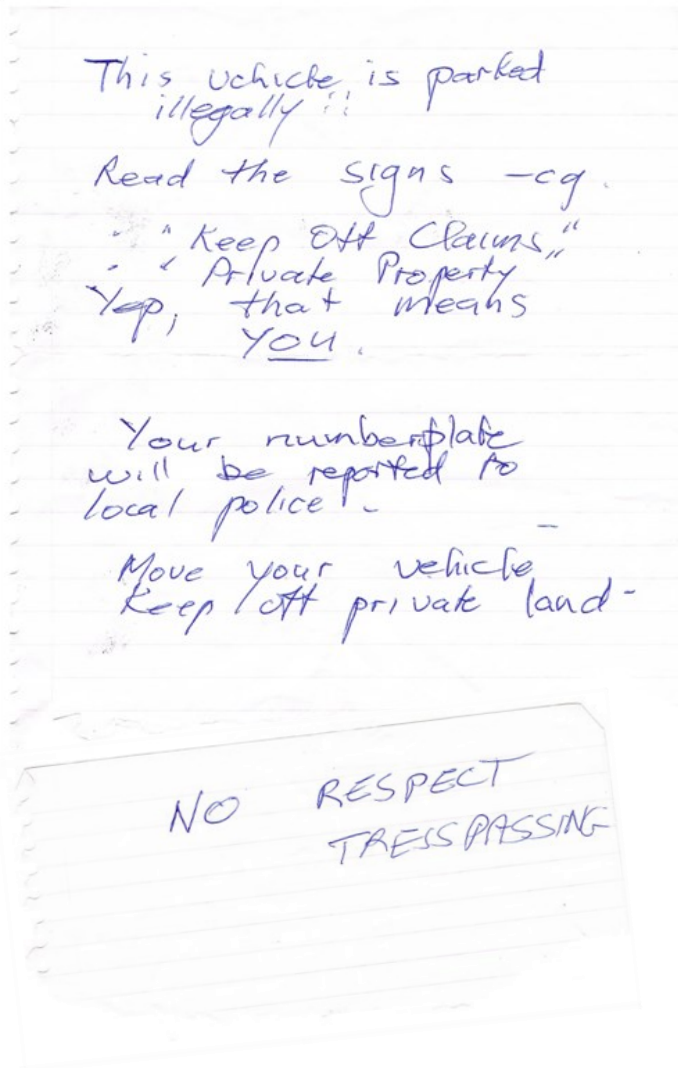 This vehicle is parked
illegally!!
Read the signs - eg.
- "Keep Off Claims"
- "Private Property"
Yep, that means
YOU.
Your numberplate
will be reported to
local police.
Move your vehicle
Keep off private land-
NO RESPECT
TRESSPASSING